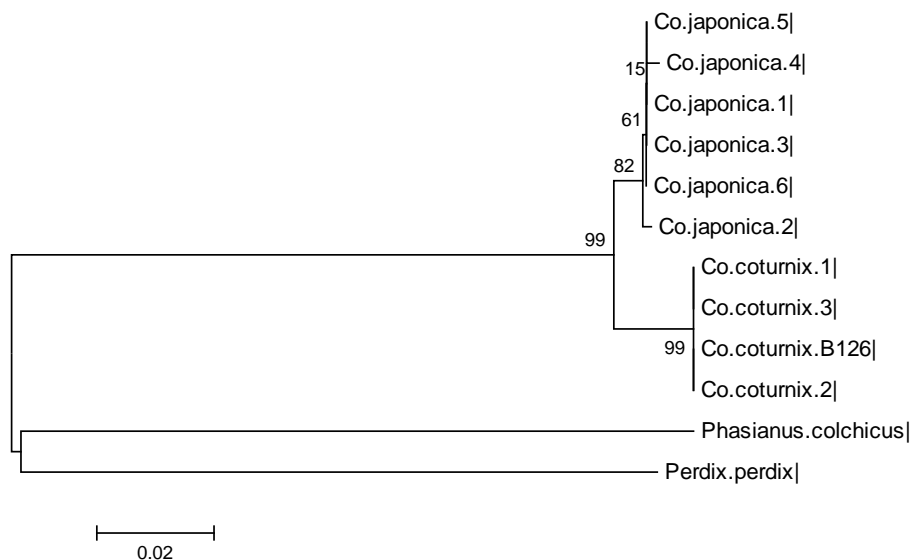 Co.japonica.5|
15
Co.japonica.4|
Co.japonica.1|
61
Co.japonica.3|
82
Co.japonica.6|
Co.japonica.2|
99
Co.coturnix.1|
Co.coturnix.3|
99
Co.coturnix.B126|
Co.coturnix.2|
Phasianus.colchicus|
Perdix.perdix|
0.02